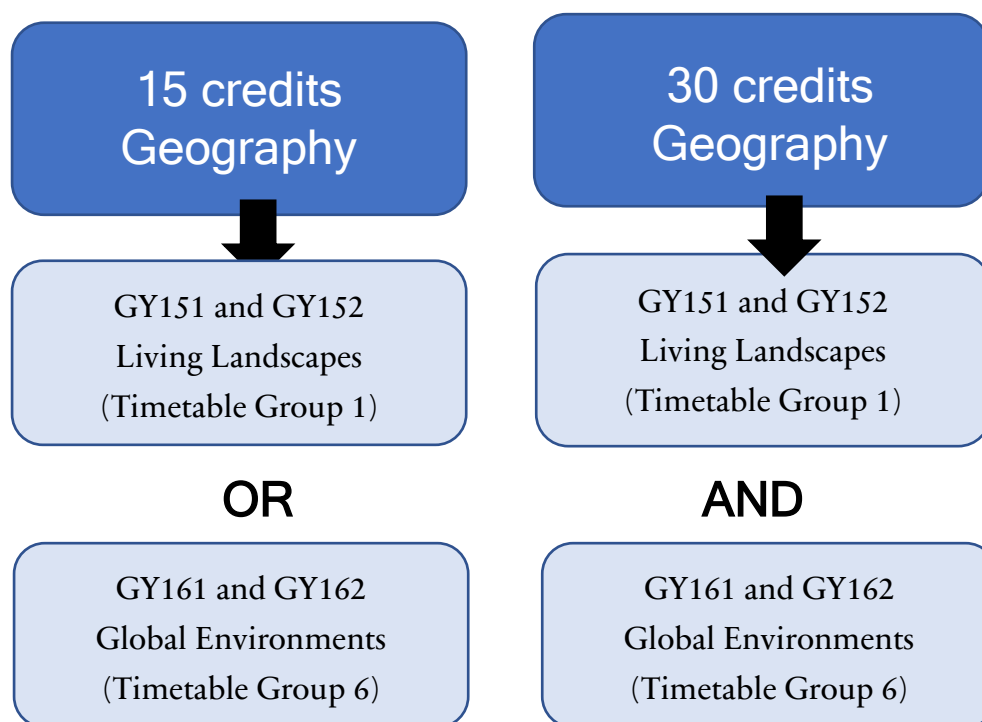 15 credits
Geography
GY151 and GY152
Living Landscapes
(Timetable Group 1)
OR
GY161 and GY162
Global Environments
(Timetable Group 6)
30 credits
Geography
GY151 and GY152
Living Landscapes
(Timetable Group 1)
AND
GY161 and GY162
Global Environments
(Timetable Group 6)